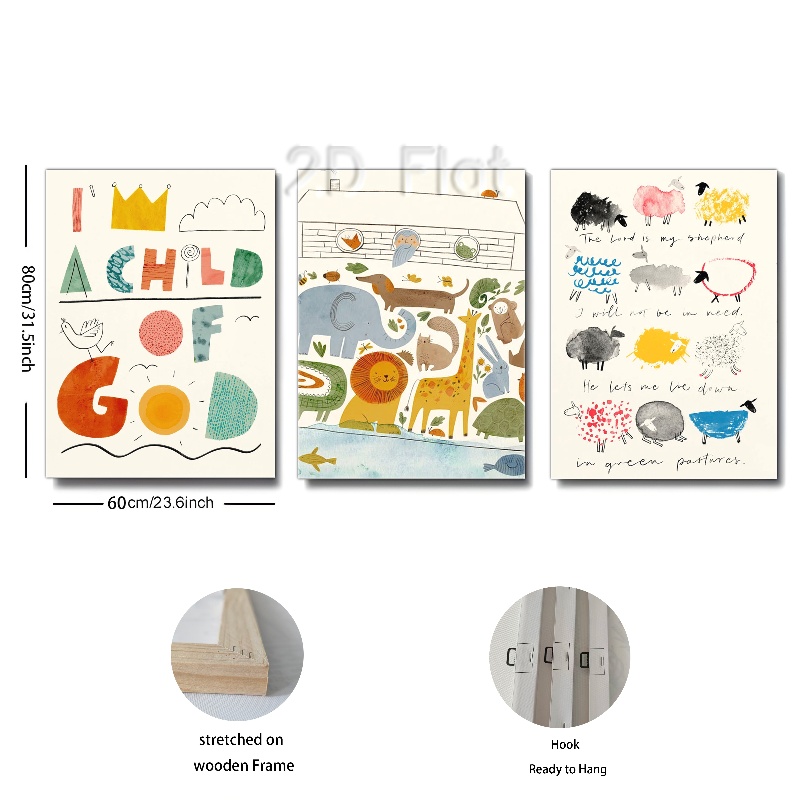 2D Flat
I '
A CHILD
OF
GOD
The Lord is my shepherd
I will not be in need.
He lets me lie down
in green pastures.
80cm/31.5inch
60cm/23.6inch
stretched on
wooden Frame
Hook
Ready to Hang